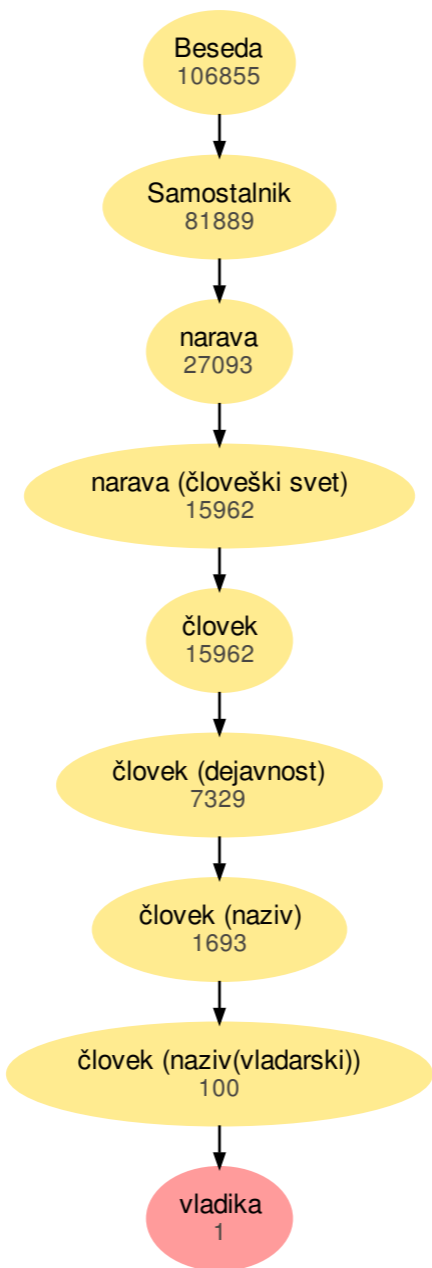 Beseda
106855
Samostalnik
81889
narava
27093
narava (človeški svet)
15962
človek
15962
človek (dejavnost)
7329
človek (naziv)
1693
človek (naziv(vladarski))
100
vladika
1